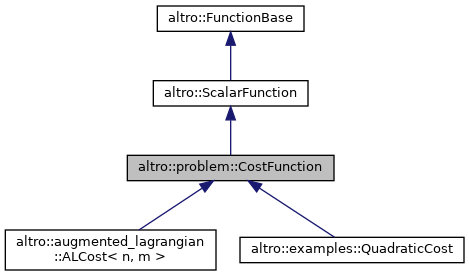 altro::FunctionBase
altro::ScalarFunction
altro::problem::CostFunction
altro::augmented_lagrangian
::ALCost< n, m >
altro::examples::QuadraticCost